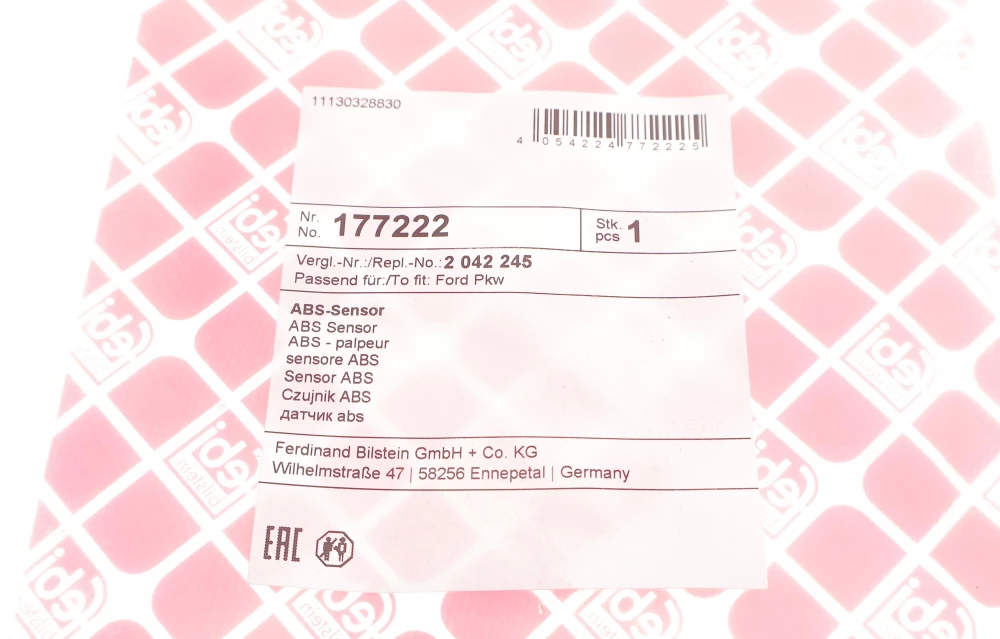 11130328830
4 054224 772225
Nr. No. 177222 Stk. pcs 1
Vergl.-Nr.:/Repl.-No.: 2 042 245
Passend für:/To fit: Ford Pkw
ABS-Sensor
ABS Sensor
ABS - palpeur
sensore ABS
Sensor ABS
Czujnik ABS
датчик abs
Ferdinand Bilstein GmbH + Co. KG
Wilhelmstraße 47 | 58256 Ennepetal | Germany
EAC
febi
bilstein